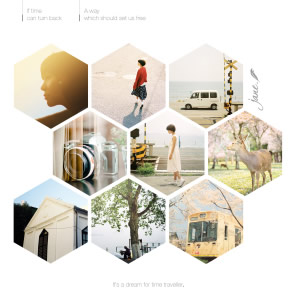 If time
can turn back
A way
which should set us free
Jane
It's a dream for time traveller,